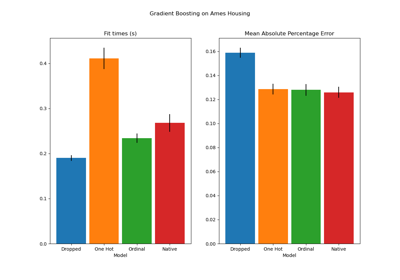 Gradient Boosting on Ames Housing
Fit times (s)
0.4
0.3
0.2
0.1
0.0
Dropped One Hot Ordinal Native
Model
Mean Absolute Percentage Error
0.16
0.14
0.12
0.10
0.08
0.06
0.04
0.02
0.00
Dropped One Hot Ordinal Native
Model